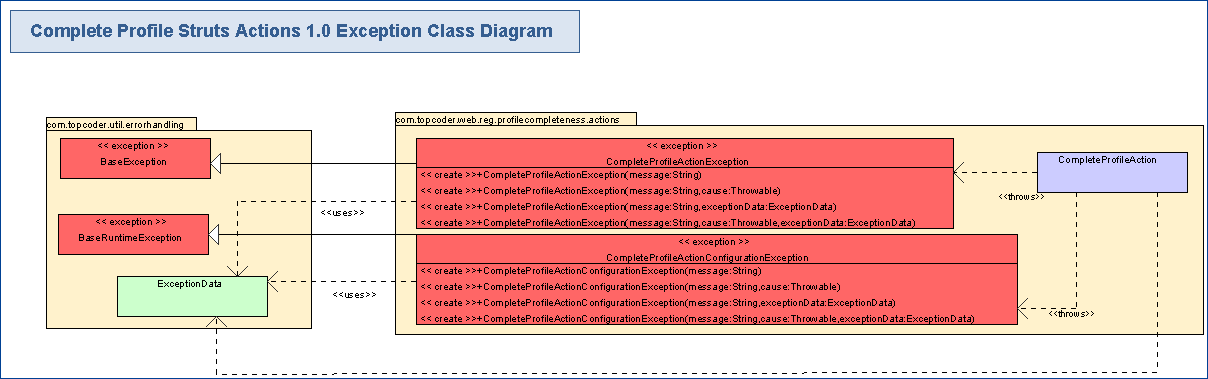 Complete Profile Struts Actions 1.0 Exception Class Diagram
com.topcoder.util.errorhandling
<< exception >>
BaseException
<< exception >>
BaseRuntimeException
ExceptionData
<<uses>>
<<uses>>
com.topcoder.web.reg.profilecompleteness.actions
<< exception >>
CompleteProfileActionException
<< create >>+CompleteProfileActionException(message:String)
<< create >>+CompleteProfileActionException(message:String,cause:Throwable)
<< create >>+CompleteProfileActionException(message:String,exceptionData:ExceptionData)
<< create >>+CompleteProfileActionException(message:String,cause:Throwable,exceptionData:ExceptionData)
<< exception >>
CompleteProfileActionConfigurationException
<< create >>+CompleteProfileActionConfigurationException(message:String)
<< create >>+CompleteProfileActionConfigurationException(message:String,cause:Throwable)
<< create >>+CompleteProfileActionConfigurationException(message:String,exceptionData:ExceptionData)
<< create >>+CompleteProfileActionConfigurationException(message:String,cause:Throwable,exceptionData:ExceptionData)
CompleteProfileAction
<<throws>>
<<throws>>